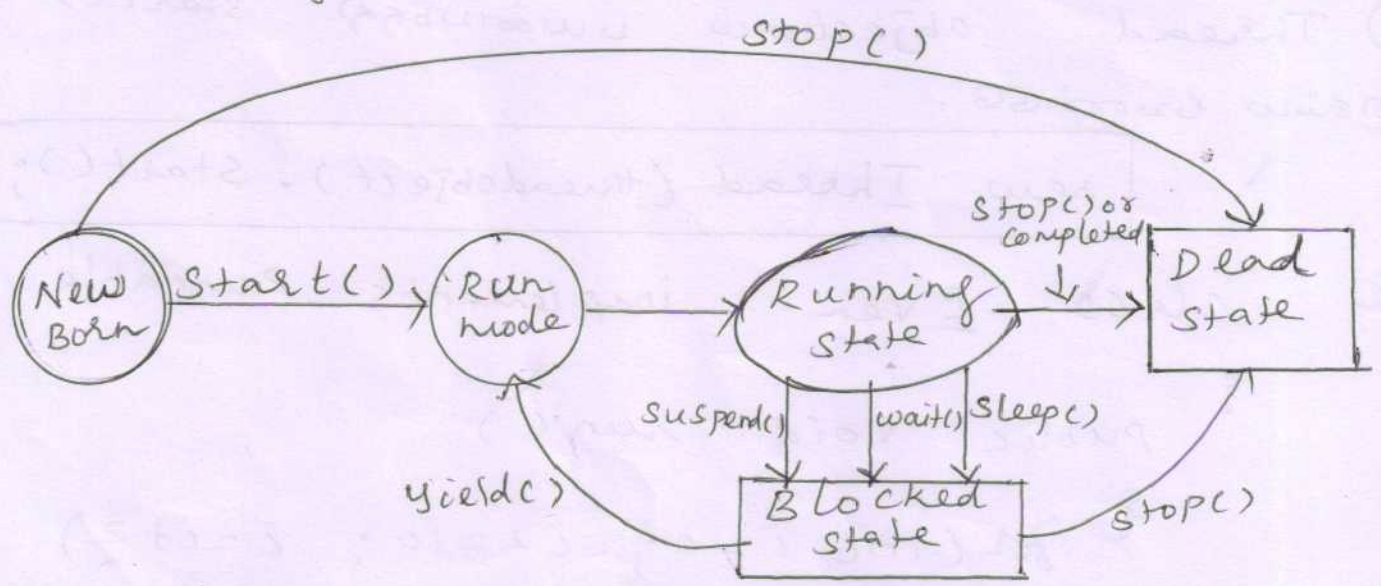 Stop()
New
Born
Start()
Run
mode
Running
state
stop() or
completed
Dead
state
suspend()
wait()
sleep()
yield()
Blocked
state
stop()